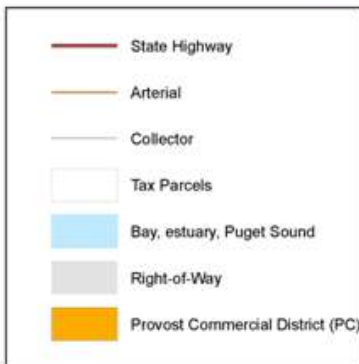 State Highway
Arterial
Collector
Tax Parcels
Bay, estuary, Puget Sound
Right-of-Way
Provost Commercial District (PC)